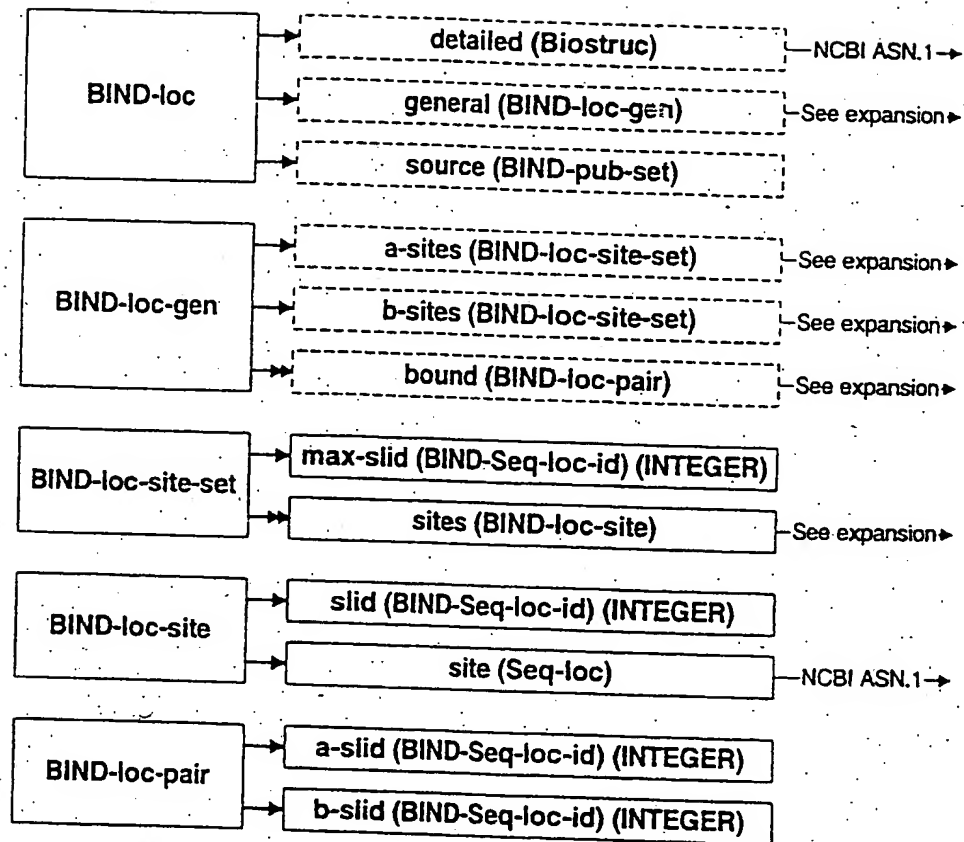 detailed (Biostruc)
NCBI ASN.1
BIND-loc
general (BIND-loc-gen)
See expansion
source (BIND-pub-set)
a-sites (BIND-loc-site-set)
See expansion
BIND-loc-gen
b-sites (BIND-loc-site-set)
See expansion
bound (BIND-loc-pair)
See expansion
max-slid (BIND-Seq-loc-id) (INTEGER)
BIND-loc-site-set
sites (BIND-loc-site)
See expansion
slid (BIND-Seq-loc-id) (INTEGER)
BIND-loc-site
site (Seq-loc)
NCBI ASN.1
a-slid (BIND-Seq-loc-id) (INTEGER)
BIND-loc-pair
b-slid (BIND-Seq-loc-id) (INTEGER)